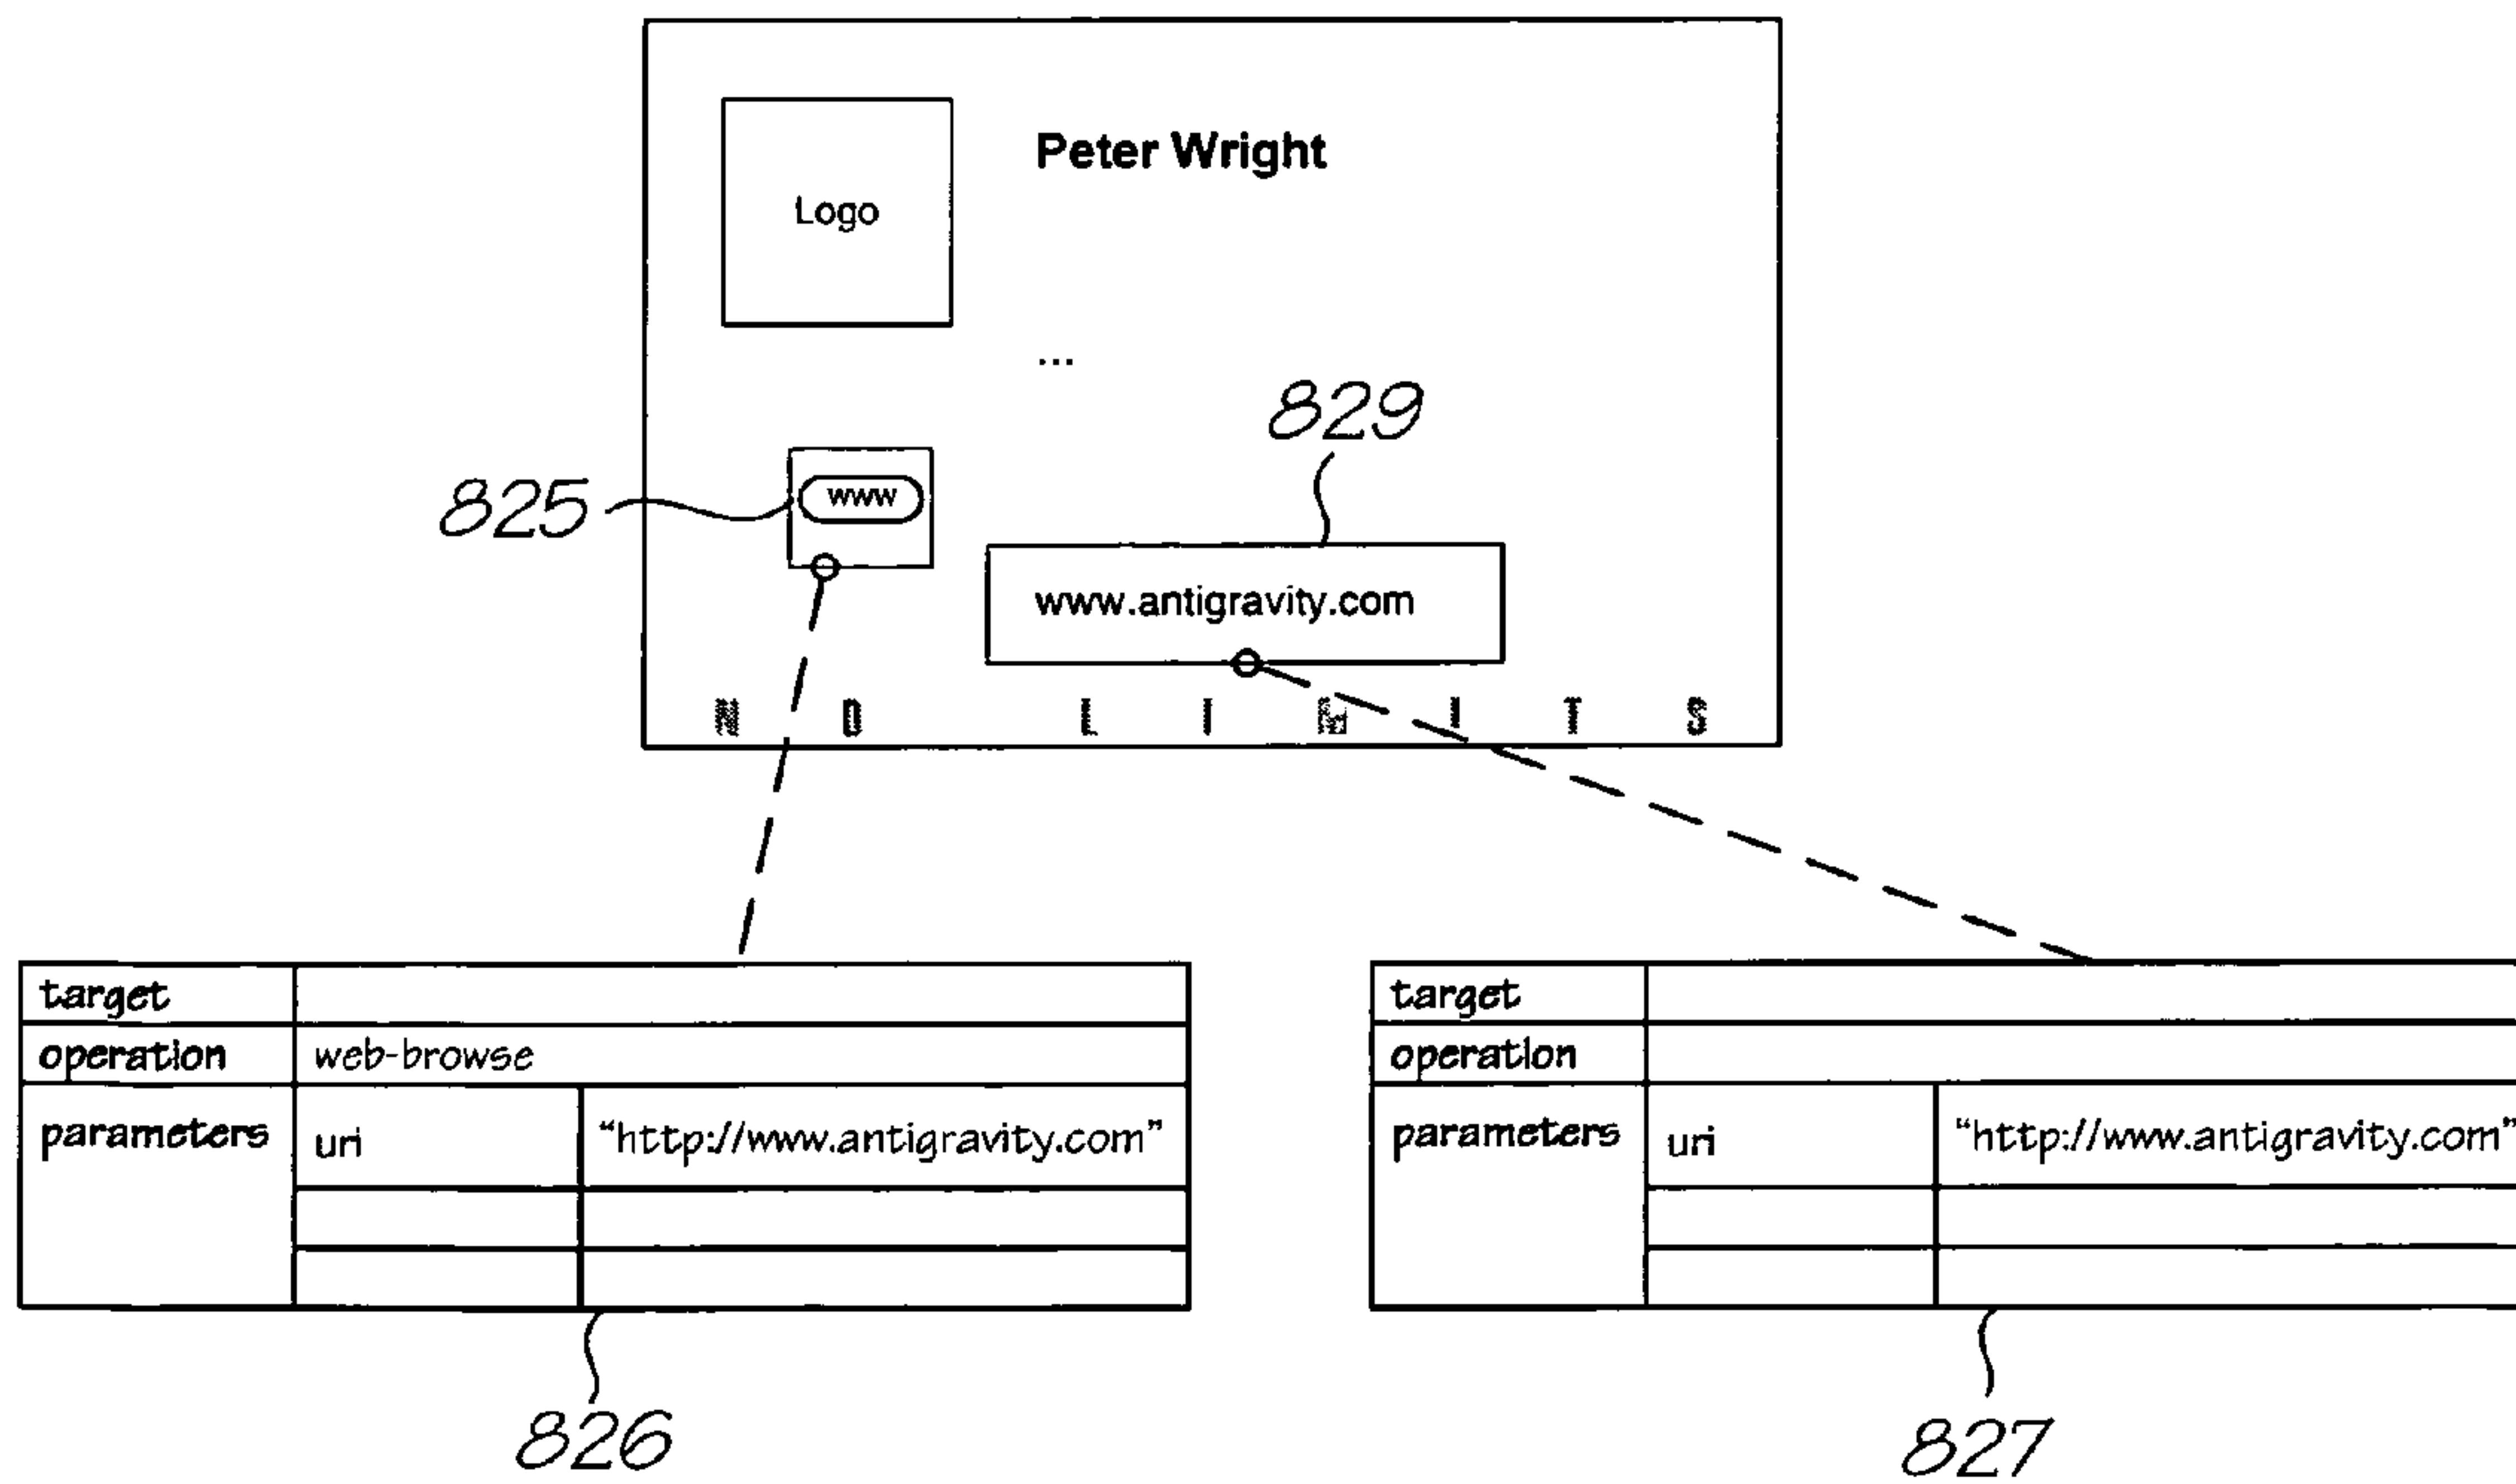 Peter Wright
Logo
...
829
825
www
www.antigravity.com
N O L I M I T S
target
operation web-browse
parameters uri “http://www.antigravity.com”
826
target
operation
parameters uri “http://www.antigravity.com”
827